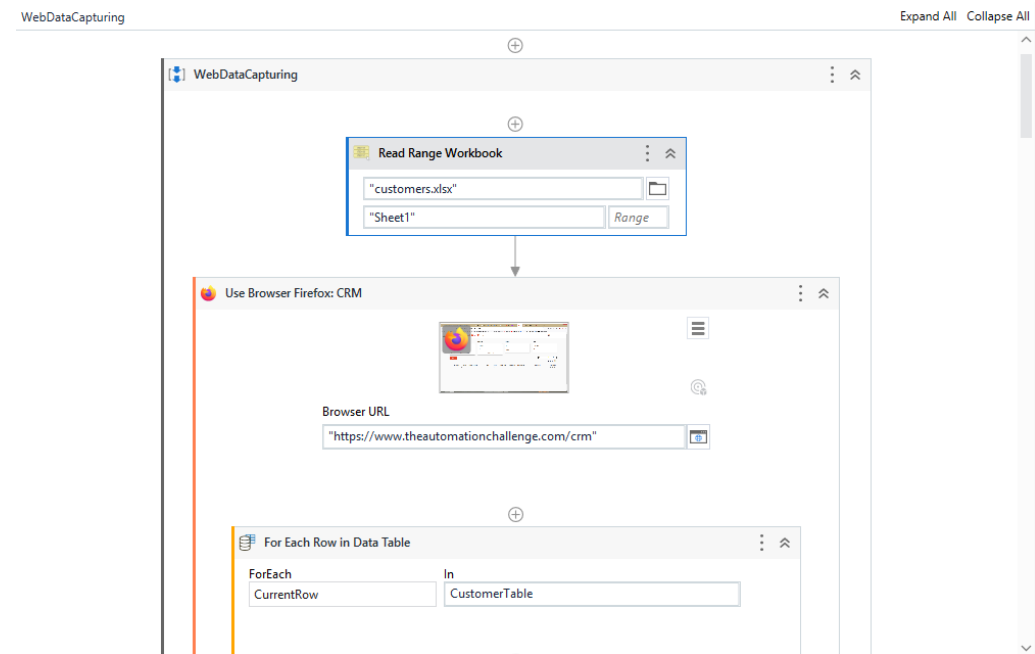 WebDataCapturing
Expand All Collapse All
WebDataCapturing
Read Range Workbook
"customers.xlsx"
"Sheet1" Range
Use Browser Firefox: CRM
Browser URL
"https://www.theautomationchallenge.com/crm"
For Each Row in Data Table
ForEach In
CurrentRow CustomerTable